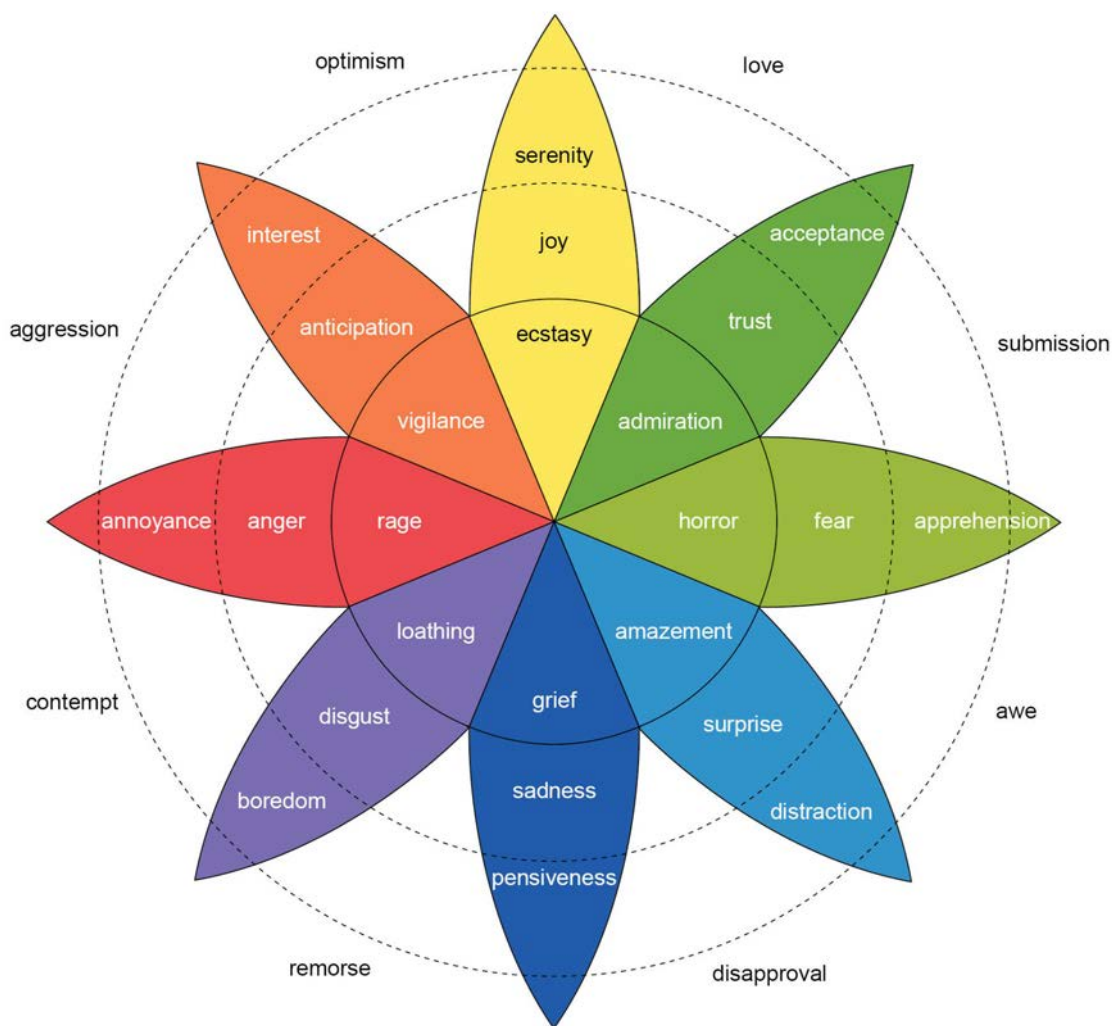 optimism
love
serenity
interest
acceptance
joy
anticipation
trust
aggression
ecstasy
submission
vigilance
admiration
annoyance
anger
rage
horror
fear
apprehension
loathing
amazement
contempt
grief
awe
disgust
surprise
sadness
boredom
distraction
pensiveness
remorse
disapproval